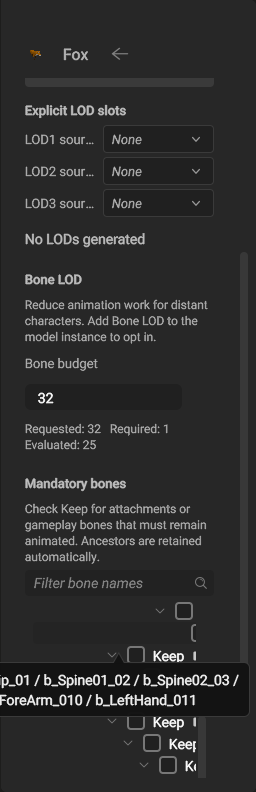 Fox
Explicit LOD slots
LOD1 sour... None
LOD2 sour... None
LOD3 sour... None
No LODs generated
Bone LOD
Reduce animation work for distant
characters. Add Bone LOD to the
model instance to opt in.
Bone budget
32
Requested: 32 Required: 1
Evaluated: 25
Mandatory bones
Check Keep for attachments or
gameplay bones that must remain
animated. Ancestors are retained
automatically.
Filter bone names
Keep
ip_01 / b_Spine01_02 / b_Spine02_03 /
ForeArm_010 / b_LeftHand_011
Keep
Keep